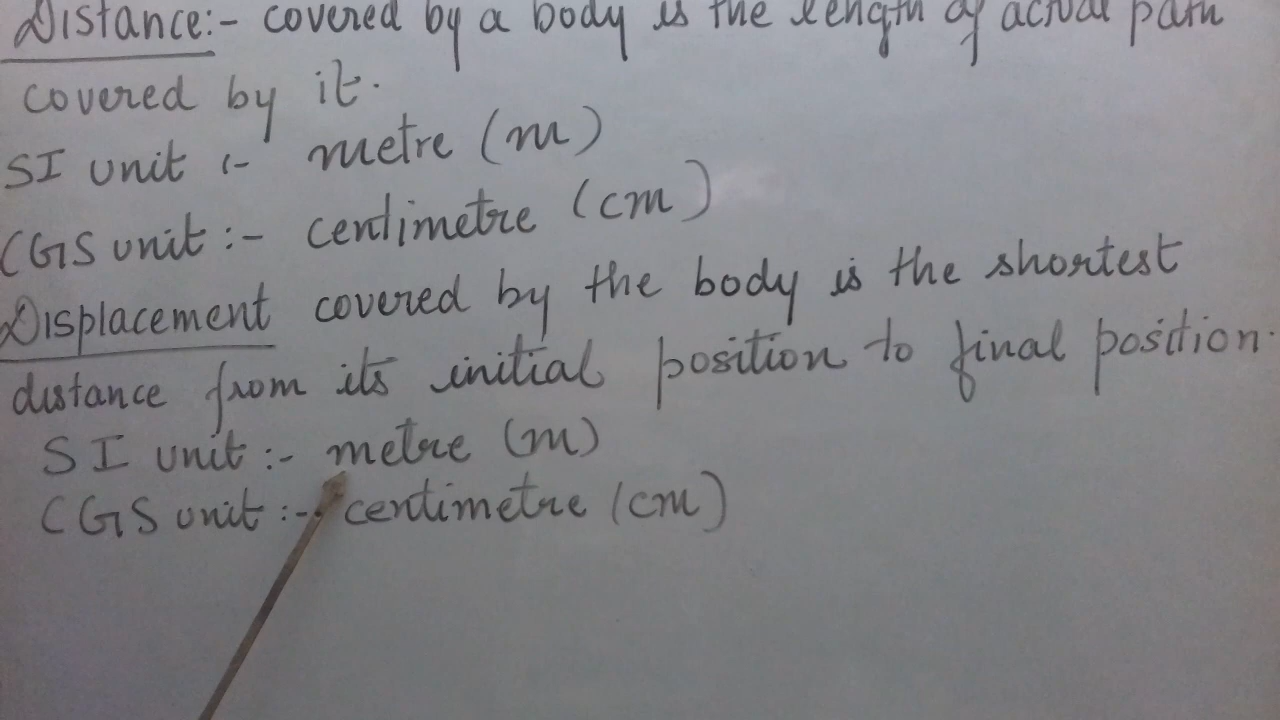 Distance:- covered by a body is the length of actual path
covered by it.
SI unit :- metre (m)
CGS unit :- centimetre (cm)
Displacement covered by the body is the shortest
distance from its initial position to final position.
SI unit :- metre (m)
CGS unit :- centimetre (cm)